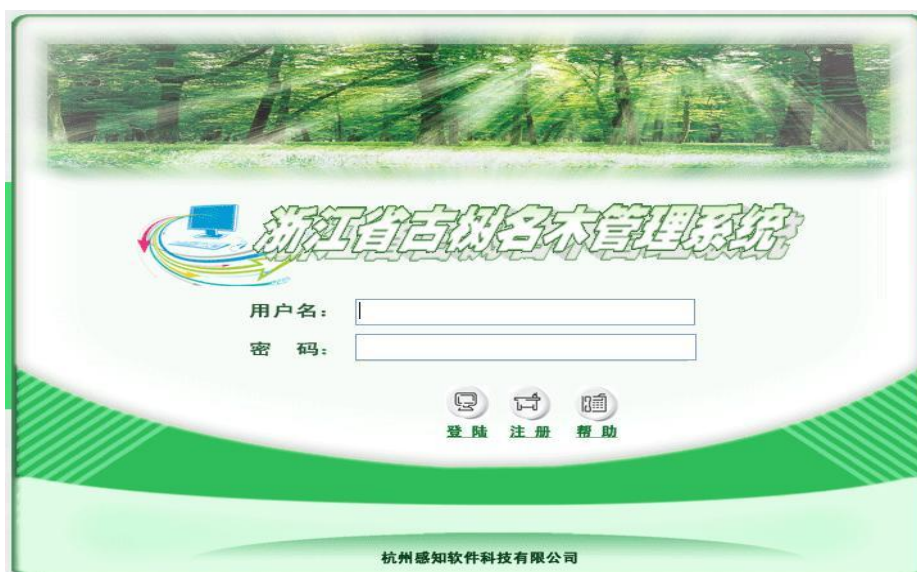 浙江省古树名木管理系统
用户名：
密 码：
登 陆 注 册 帮 助
杭州感知软件科技有限公司